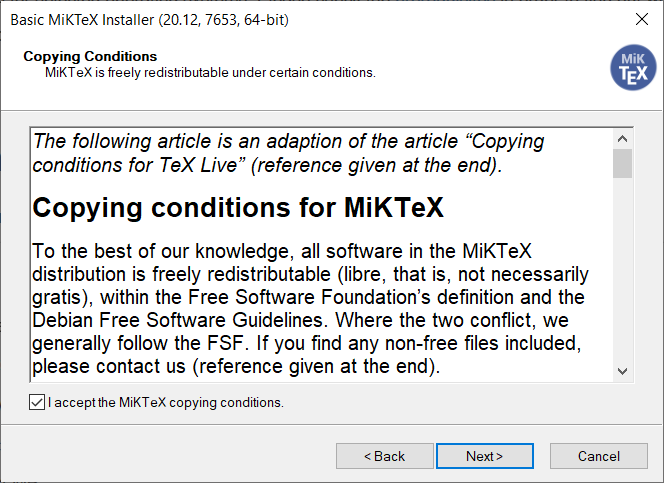 Basic MiKTeX Installer (20.12, 7653, 64-bit)
Copying Conditions
MiKTeX is freely redistributable under certain conditions.
MiK
TEX
The following article is an adaption of the article “Copying
conditions for TeX Live” (reference given at the end).
Copying conditions for MiKTeX
To the best of our knowledge, all software in the MiKTeX
distribution is freely redistributable (libre, that is, not necessarily
gratis), within the Free Software Foundation’s definition and the
Debian Free Software Guidelines. Where the two conflict, we
generally follow the FSF. If you find any non-free files included,
please contact us (reference given at the end).
I accept the MiKTeX copying conditions.
< Back Next > Cancel